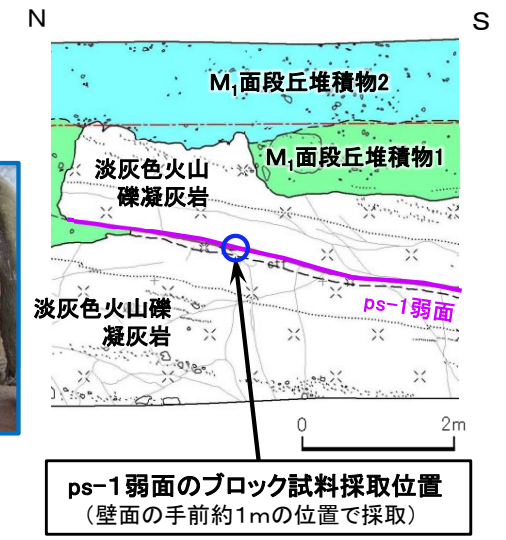 N
S
M₁面段丘堆積物2
M₁面段丘堆積物1
淡灰色火山
礫凝灰岩
ctf
ps-1弱面
淡灰色火山礫
凝灰岩
0
2m
ps-1弱面のブロック試料採取位置
（壁面の手前約1mの位置で採取）